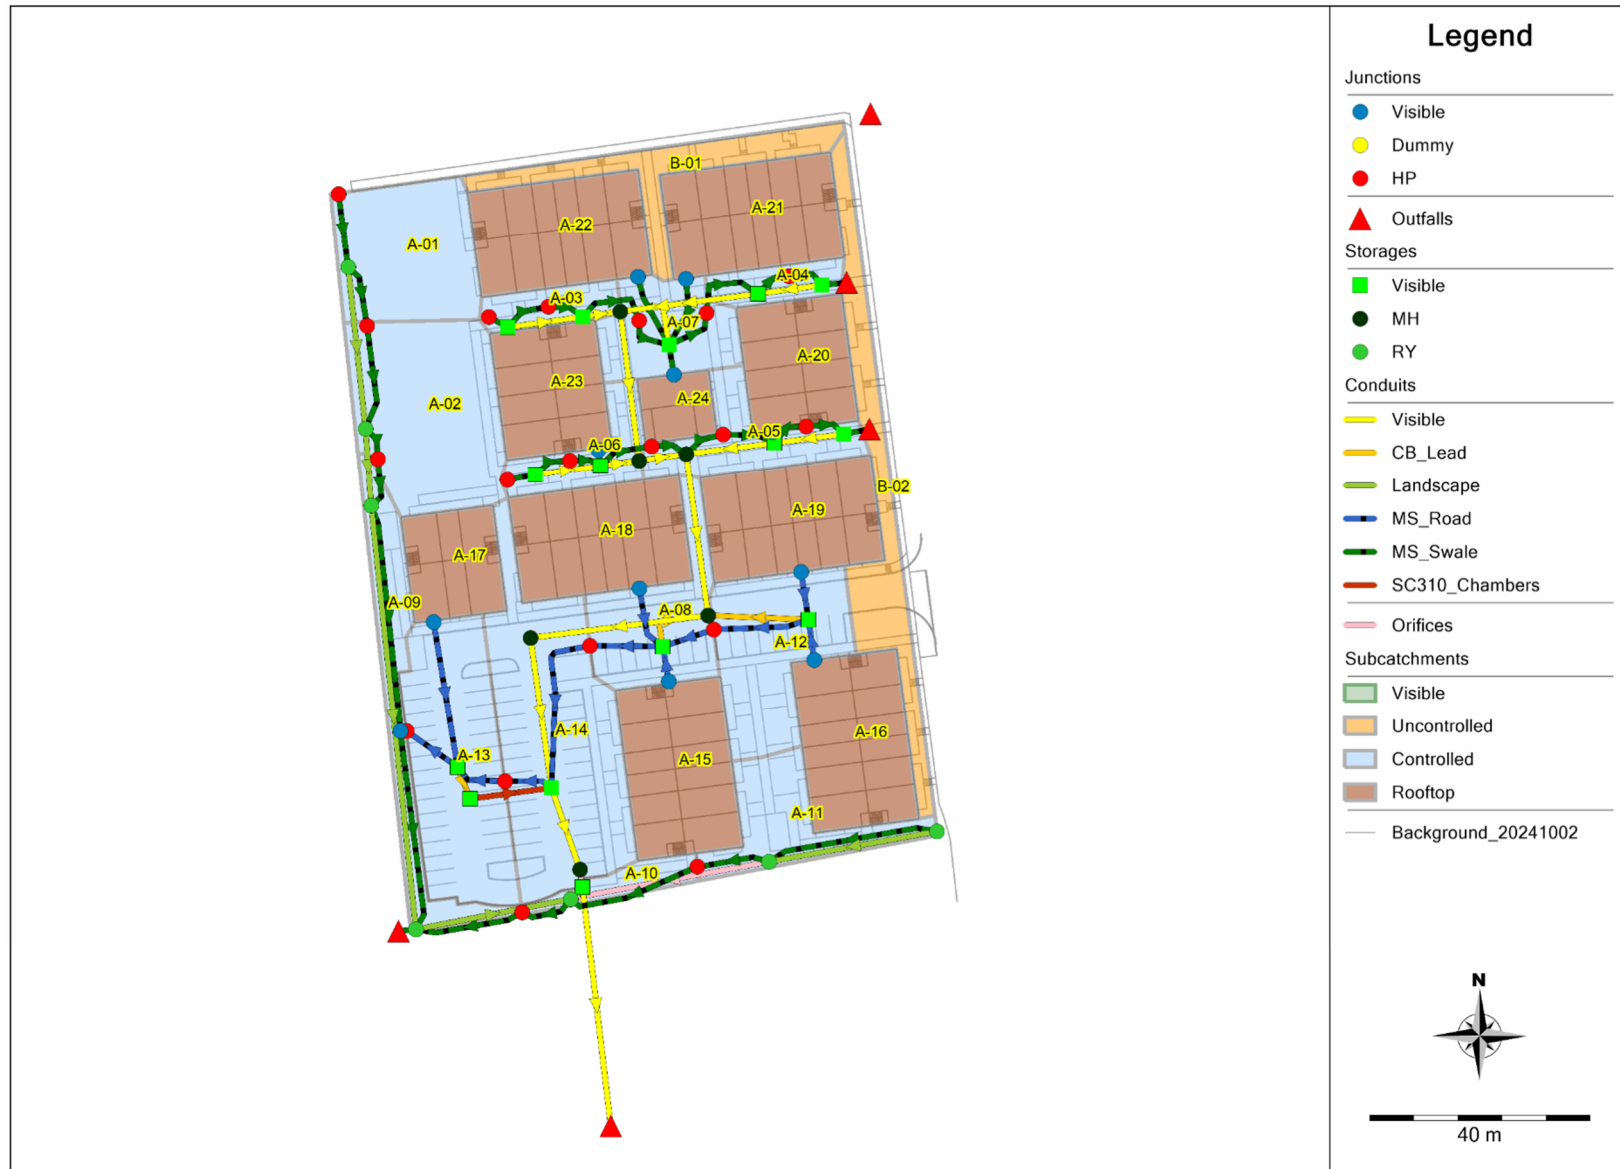 B-01
A-21
A-22
A-01
A-04
A-03
A-07
A-20
A-23
A-24
A-02
A-05
A-06
B-02
A-19
A-18
A-17
A-09
A-08
A-12
A-14
A-16
A-13
A-15
A-11
A-10
Legend
Junctions
Visible
Dummy
HP
Outfalls
Storages
Visible
MH
RY
Conduits
Visible
CB_Lead
Landscape
MS_Road
MS_Swale
SC310_Chambers
Orifices
Subcatchments
Visible
Uncontrolled
Controlled
Rooftop
Background_20241002
N
40 m